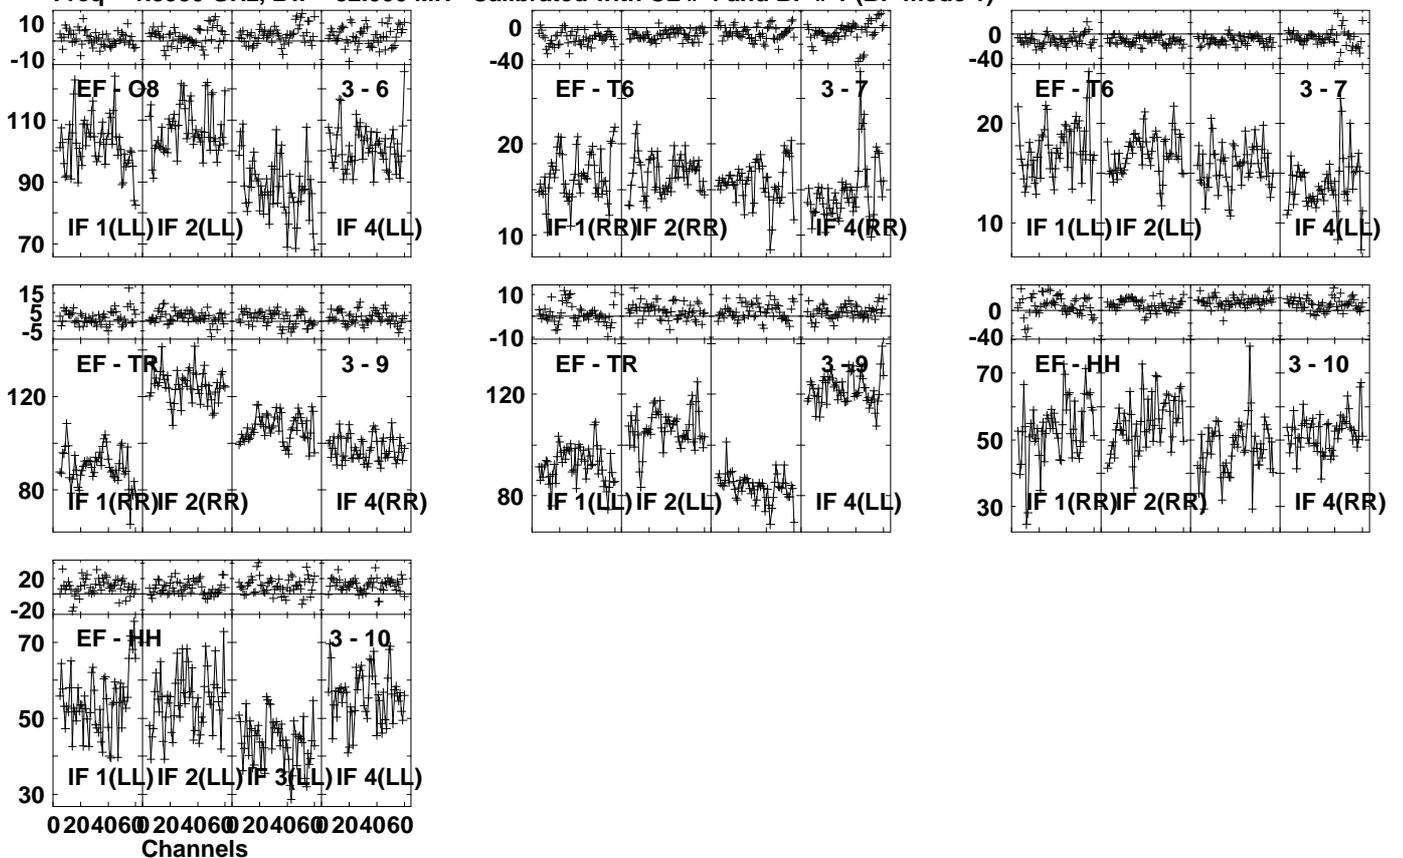 10
-10
EF - O8 3 - 6
110
90
70
IF 1(LL) IF 2(LL) IF 4(LL)
0
-40
EF - T6 3 - 7
20
10
IF 1(RR) IF 2(RR) IF 4(RR)
0
-40
EF - T6 3 - 7
20
10
IF 1(LL) IF 2(LL) IF 4(LL)
15
5
-5
EF - TR 3 - 9
120
80
IF 1(RR) IF 2(RR) IF 4(RR)
10
-10
EF - TR 3 - 9
120
80
IF 1(LL) IF 2(LL) IF 4(LL)
0
-40
EF - HH 3 - 10
70
50
30
IF 1(RR) IF 2(RR) IF 4(RR)
20
-20
EF - HH 3 - 10
70
50
30
IF 1(LL) IF 2(LL) IF 3(LL) IF 4(LL)
0 20 40 60 0 20 40 60 0 20 40 60 0 20 40 60
Channels